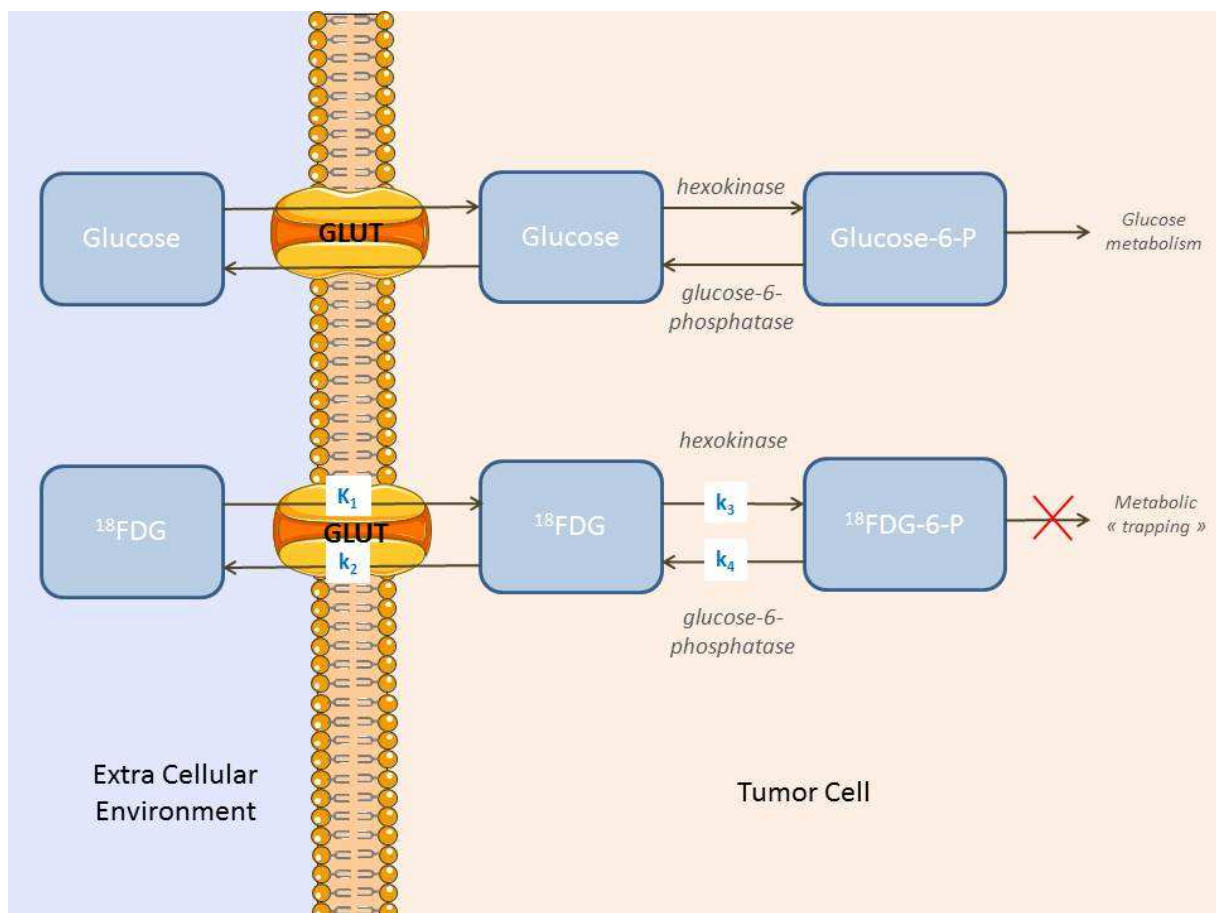 hexokinase
Glucose
GLUT
Glucose
Glucose-6-P
Glucose
metabolism
glucose-6-
phosphatase
hexokinase
K₁
k₃
¹⁸FDG
GLUT
¹⁸FDG
¹⁸FDG-6-P
Metabolic
« trapping »
k₂
k₄
glucose-6-
phosphatase
Extra Cellular
Environment
Tumor Cell